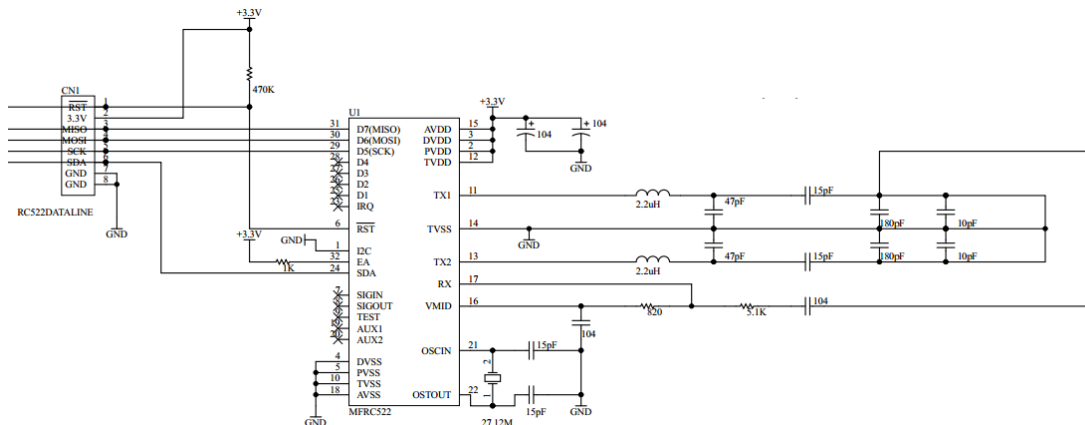 +3.3V
470K
CN1
RST
3.3V
MISO
MOSI
SCK
SDA
GND
GND
1
2
3
4
5
6
7
8
RC522DATALINE
GND
+3.3V
GND
1K
U1
31
30
29
28
27
26
25
23
6
1
32
24
7
8
9
19
20
4
5
10
18
D7(MISO)
D6(MOSI)
D5(SCK)
D4
D3
D2
D1
IRQ
RST
I2C
EA
SDA
SIGIN
SIGOUT
TEST
AUX1
AUX2
DVSS
PVSS
TVSS
AVSS
GND
MFRC522
AVDD
DVDD
PVDD
TVDD
TX1
TVSS
TX2
RX
VMID
OSCIN
OSTOUT
15
3
2
12
11
14
13
17
16
21
22
+3.3V
+
104
+
104
GND
2.2uH
47pF
15pF
180pF
10pF
GND
2.2uH
47pF
15pF
180pF
10pF
820
5.1K
104
104
15pF
2
1
15pF
GND
27.12M